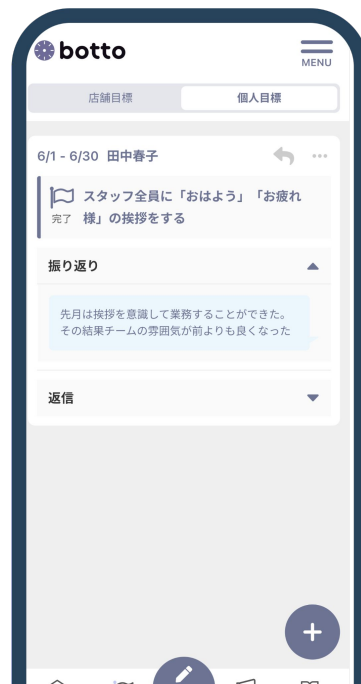 botto
MENU
店舗目標
個人目標
6/1 - 6/30 田中春子
スタッフ全員に「おはよう」「お疲れ
完了 様」の挨拶をする
振り返り
先月は挨拶を意識して業務することができた。
その結果チームの雰囲気が前よりも良くなった
返信